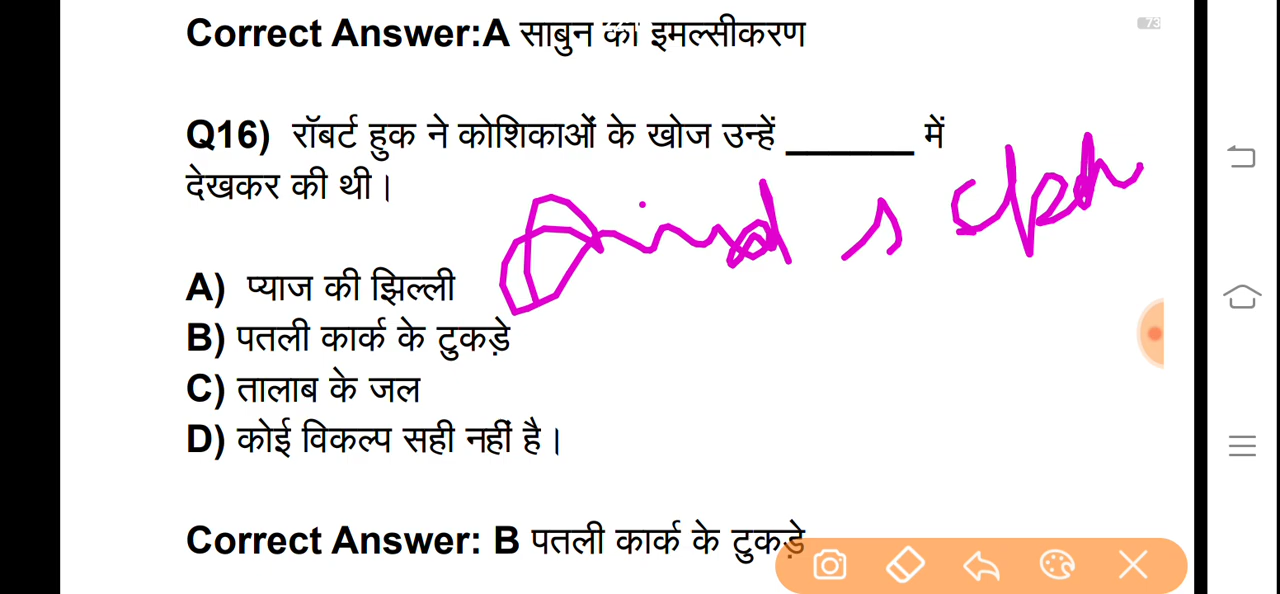 Correct Answer:A साबुन का इमल्सीकरण
73
Q16) रॉबर्ट हुक ने कोशिकाओं के खोज उन्हें _______ में
देखकर की थी।
A) प्याज की झिल्ली
B) पतली कार्क के टुकड़े
C) तालाब के जल
D) कोई विकल्प सही नहीं है।
Correct Answer: B पतली कार्क के टुकड़े